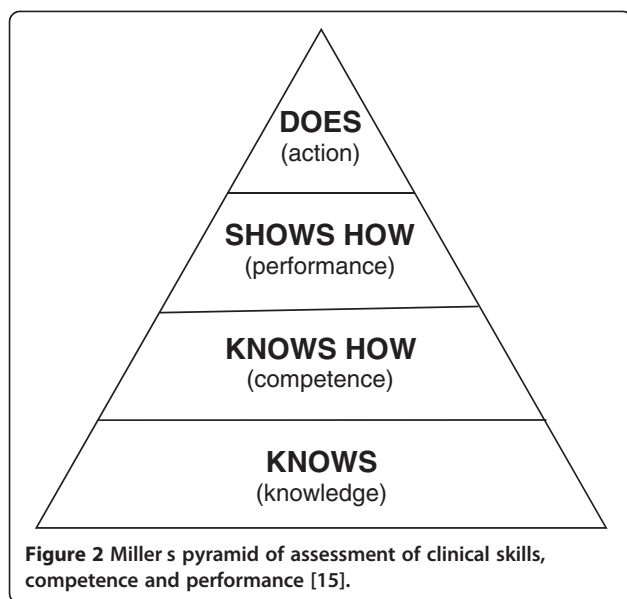 DOES
(action)
SHOWS HOW
(performance)
KNOWS HOW
(competence)
KNOWS
(knowledge)
Figure 2 Miller s pyramid of assessment of clinical skills,
competence and performance [15].